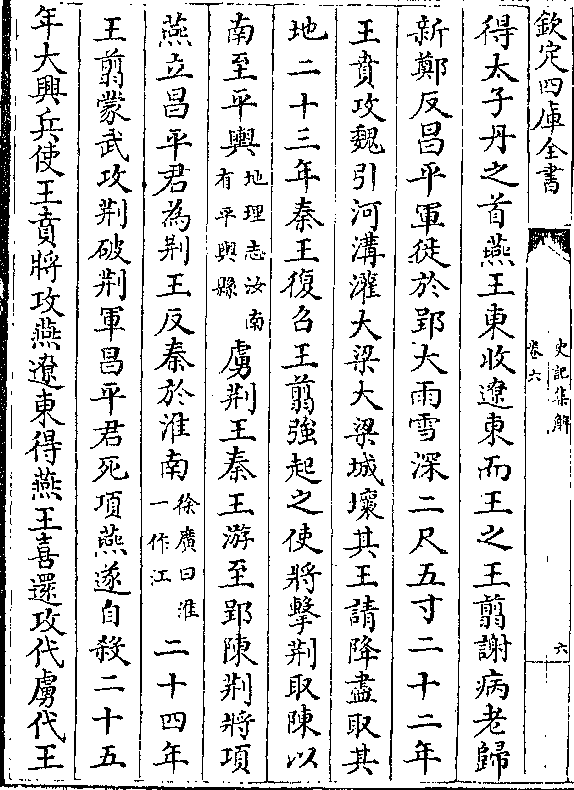 欽定四庫全書
史記集解
卷六
六
得太子丹之首燕王東收遼東而王之王翦謝病老歸
新鄭反昌平軍徙於郢大雨雪深二尺五寸二十二年
王賁攻魏引河溝灌大梁大梁城壞其王請降盡取其
地二十三年秦王復召王翦強起之使將擊荆取陳以
南至平輿地理志汝南有平輿縣虜荆王秦王游至郢陳荆將項
燕立昌平君為荆王反秦於淮南徐廣曰淮一作江二十四年
王翦蒙武攻荆破荆軍昌平君死項燕遂自殺二十五
年大興兵使王賁將攻燕遼東得燕王喜還攻代虜代王